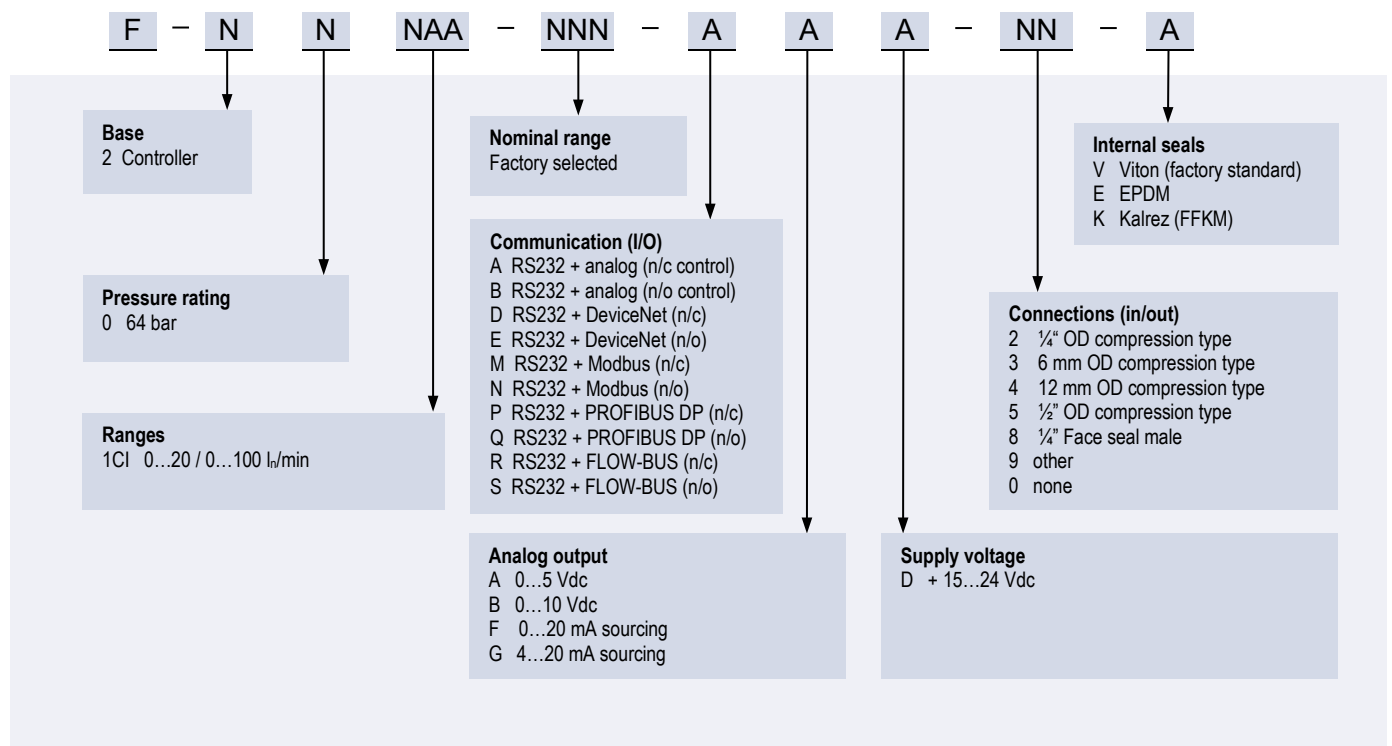 F – N N NAA – NNN – A A A – NN – A
Base
2 Controller
Pressure rating
0 64 bar
Ranges
1CI 0…20 / 0…100 lₙ/min
Nominal range
Factory selected
Communication (I/O)
A RS232 + analog (n/c control)
B RS232 + analog (n/o control)
D RS232 + DeviceNet (n/c)
E RS232 + DeviceNet (n/o)
M RS232 + Modbus (n/c)
N RS232 + Modbus (n/o)
P RS232 + PROFIBUS DP (n/c)
Q RS232 + PROFIBUS DP (n/o)
R RS232 + FLOW-BUS (n/c)
S RS232 + FLOW-BUS (n/o)
Analog output
A 0…5 Vdc
B 0…10 Vdc
F 0…20 mA sourcing
G 4…20 mA sourcing
Supply voltage
D + 15…24 Vdc
Internal seals
V Viton (factory standard)
E EPDM
K Kalrez (FFKM)
Connections (in/out)
2 ¼“ OD compression type
3 6 mm OD compression type
4 12 mm OD compression type
5 ½” OD compression type
8 ¼” Face seal male
9 other
0 none